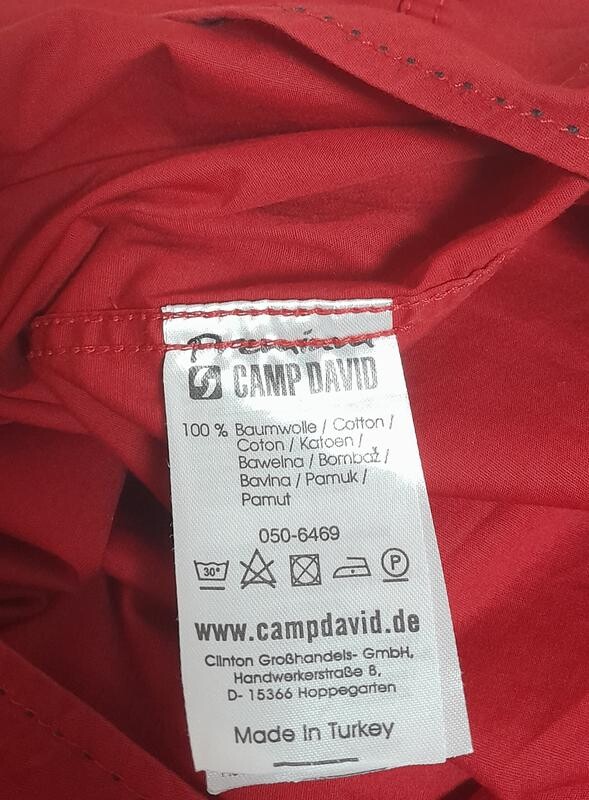 Premium
CAMP DAVID
100 % Baumwolle / Cotton /
Coton / Katoen /
Bawelna / Bombaž /
Bavlna / Pamuk /
Pamut
050-6469
30°
P
www.campdavid.de
Clinton Großhandels- GmbH,
Handwerkerstraße 8,
D- 15366 Hoppegarten
Made in Turkey